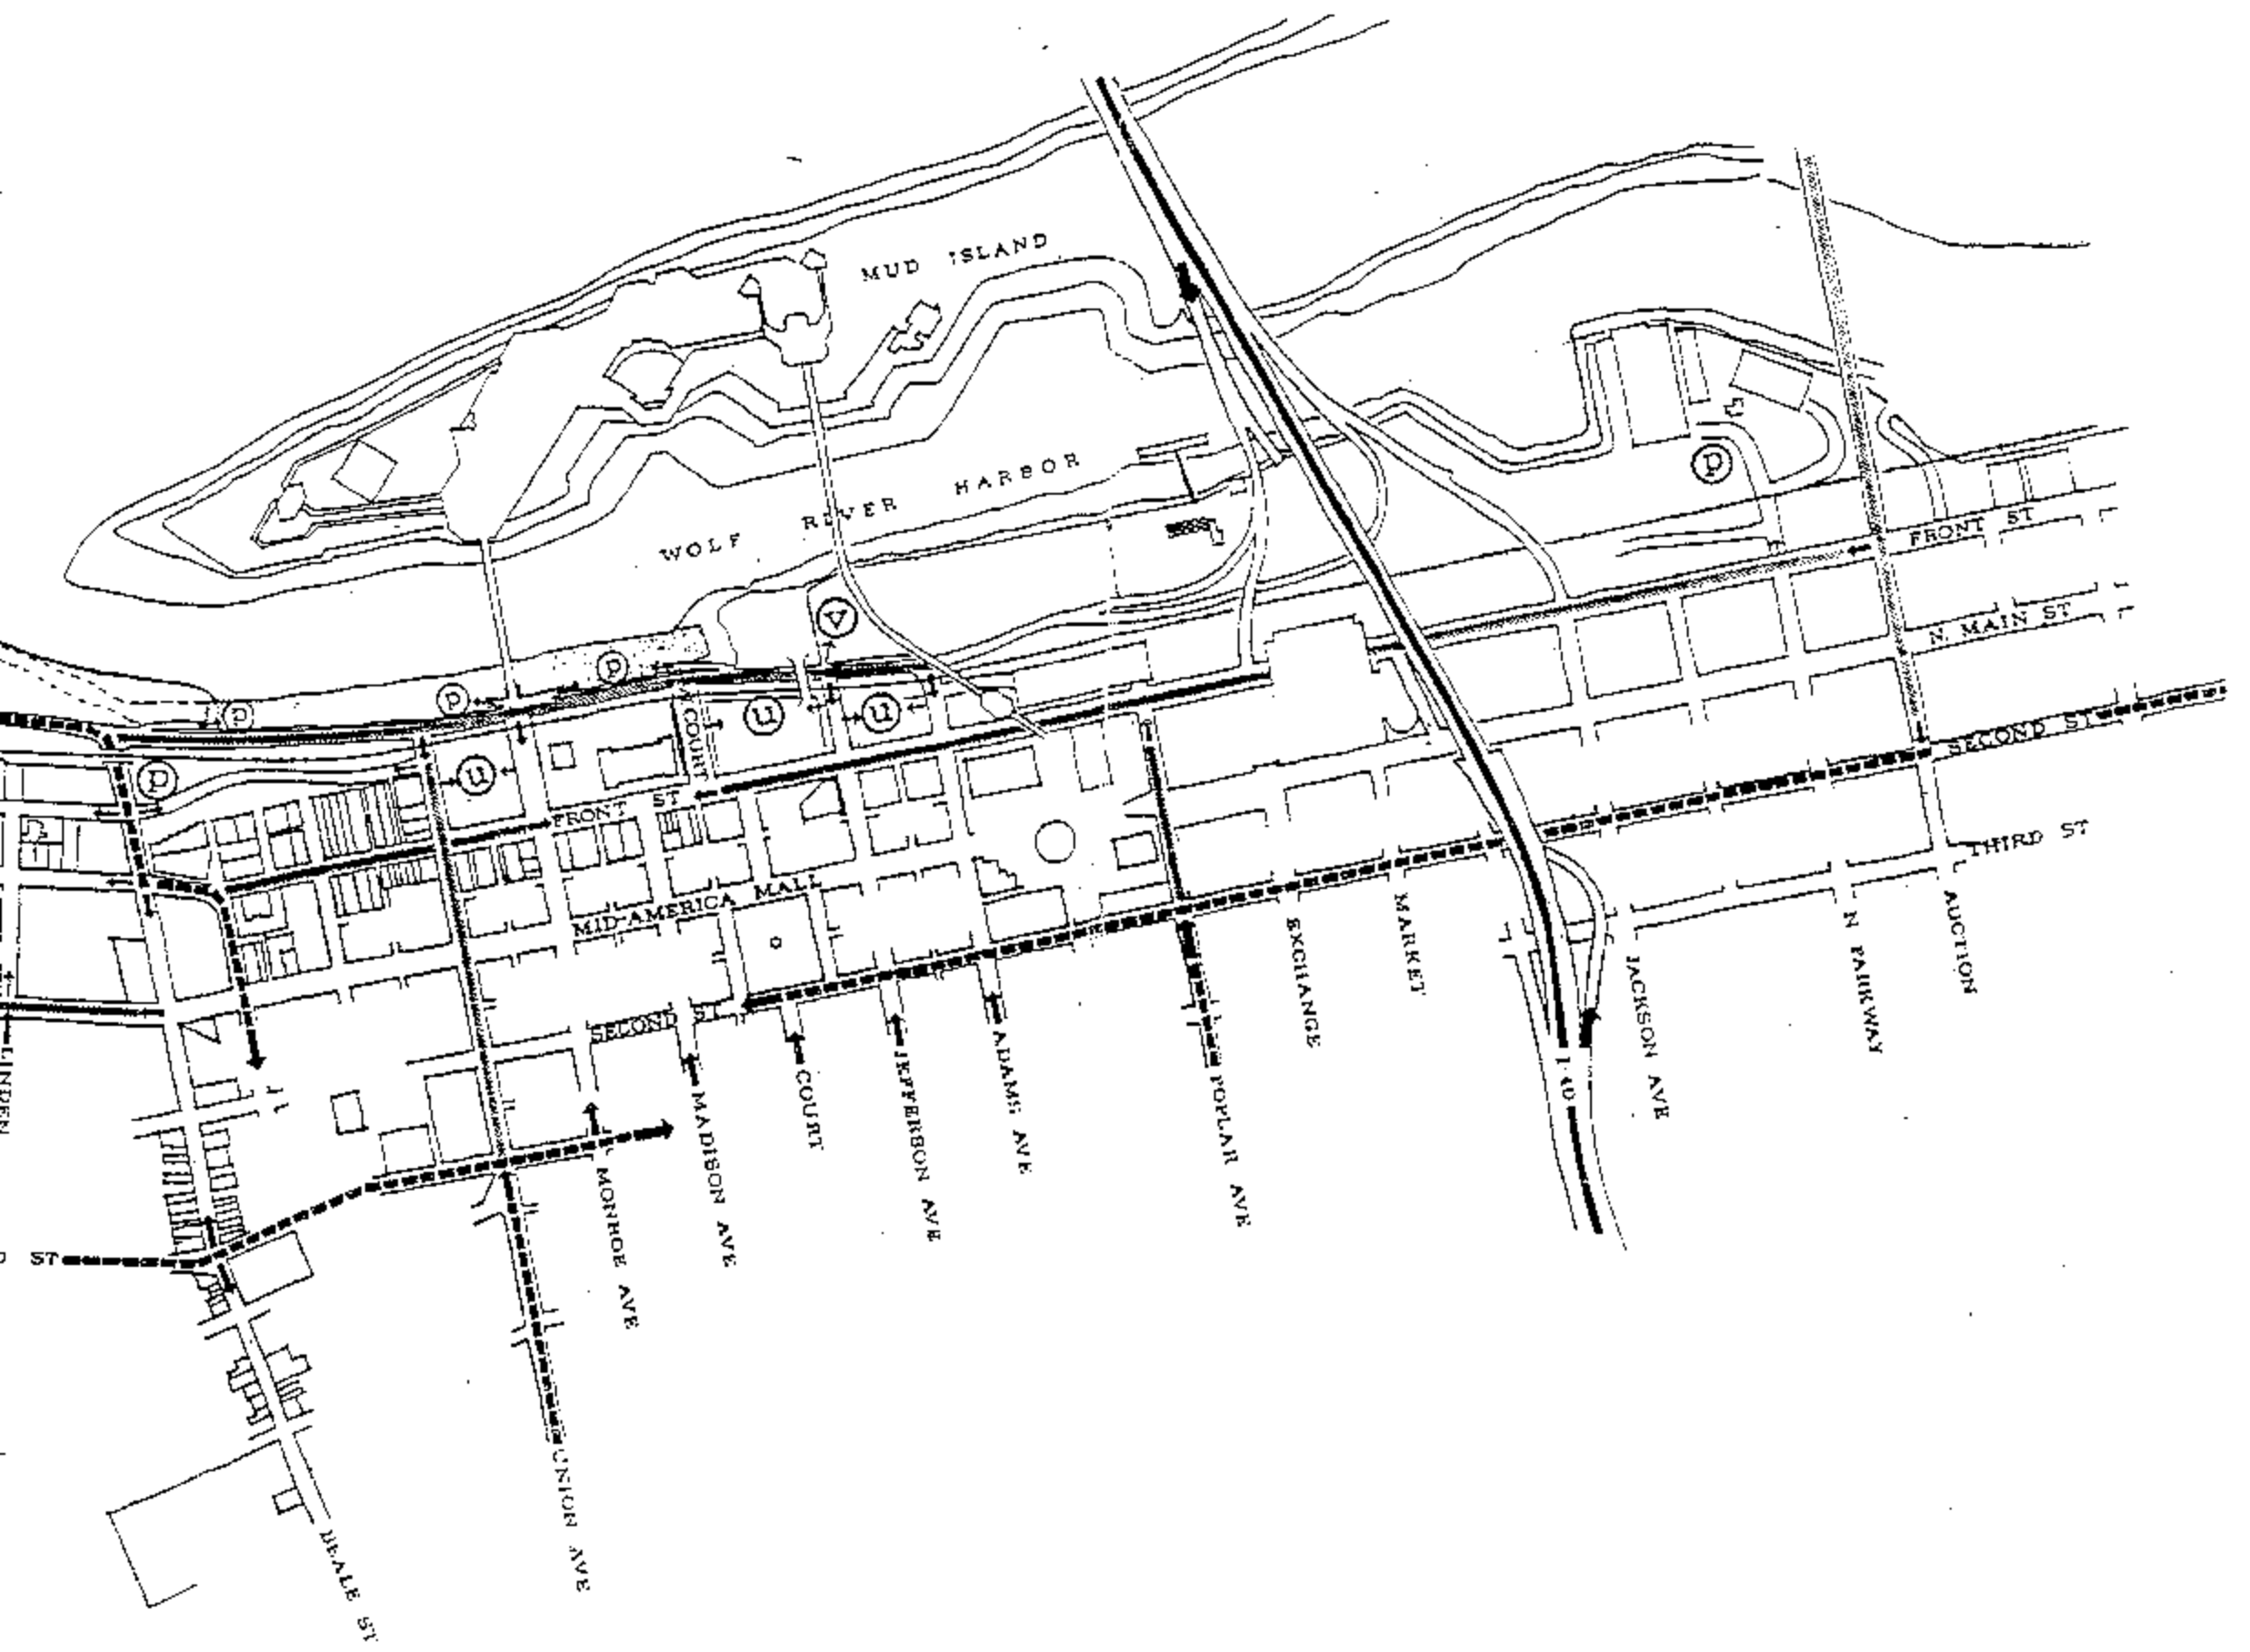 MUD ISLAND
WOLF RIVER HARBOR
P
FRONT ST
N. MAIN ST
V
P
P
P
U
U
COURT
SECOND ST
P
U
FRONT ST
THIRD ST
MID-AMERICA MALL
SECOND ST
LINDEN
MONROE AVE
MADISON AVE
COURT
JEFFERSON AVE
ADAMS AVE
POPLAR AVE
EXCHANGE
MARKET
I-40
JACKSON AVE
N PARKWAY
AUCTION
ST
UNION AVE
BEALE ST